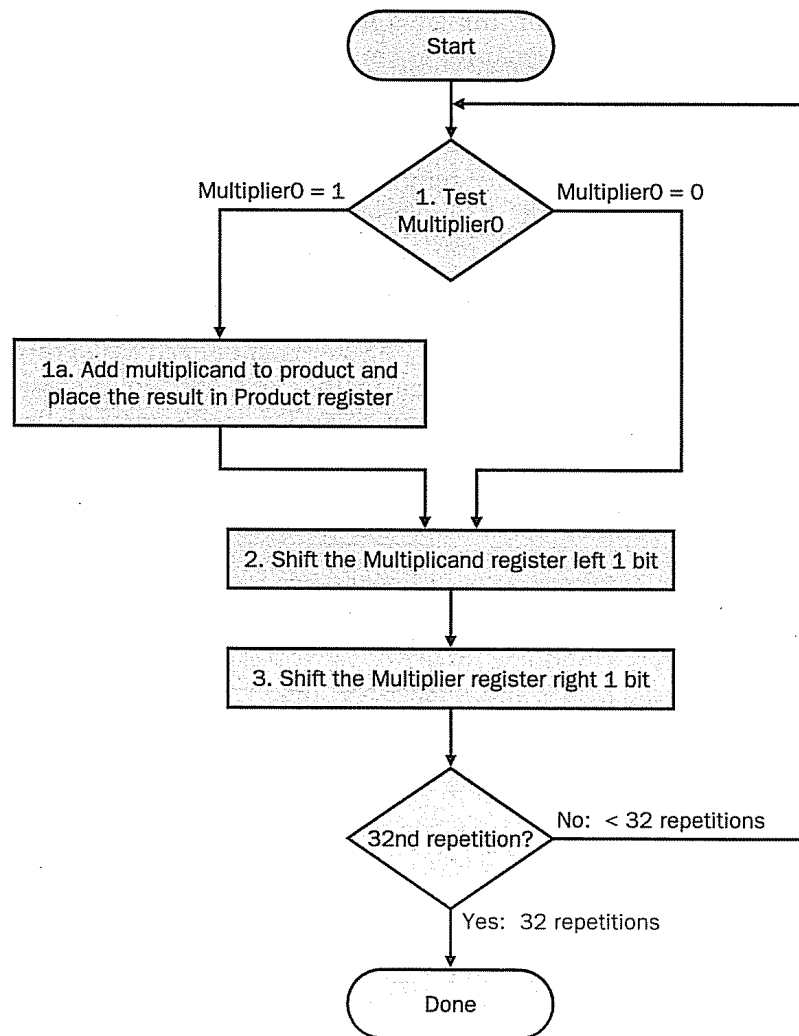 Start
Multiplier0 = 1
1. Test
Multiplier0
Multiplier0 = 0
1a. Add multiplicand to product and
place the result in Product register
2. Shift the Multiplicand register left 1 bit
3. Shift the Multiplier register right 1 bit
32nd repetition?
No: < 32 repetitions
Yes: 32 repetitions
Done